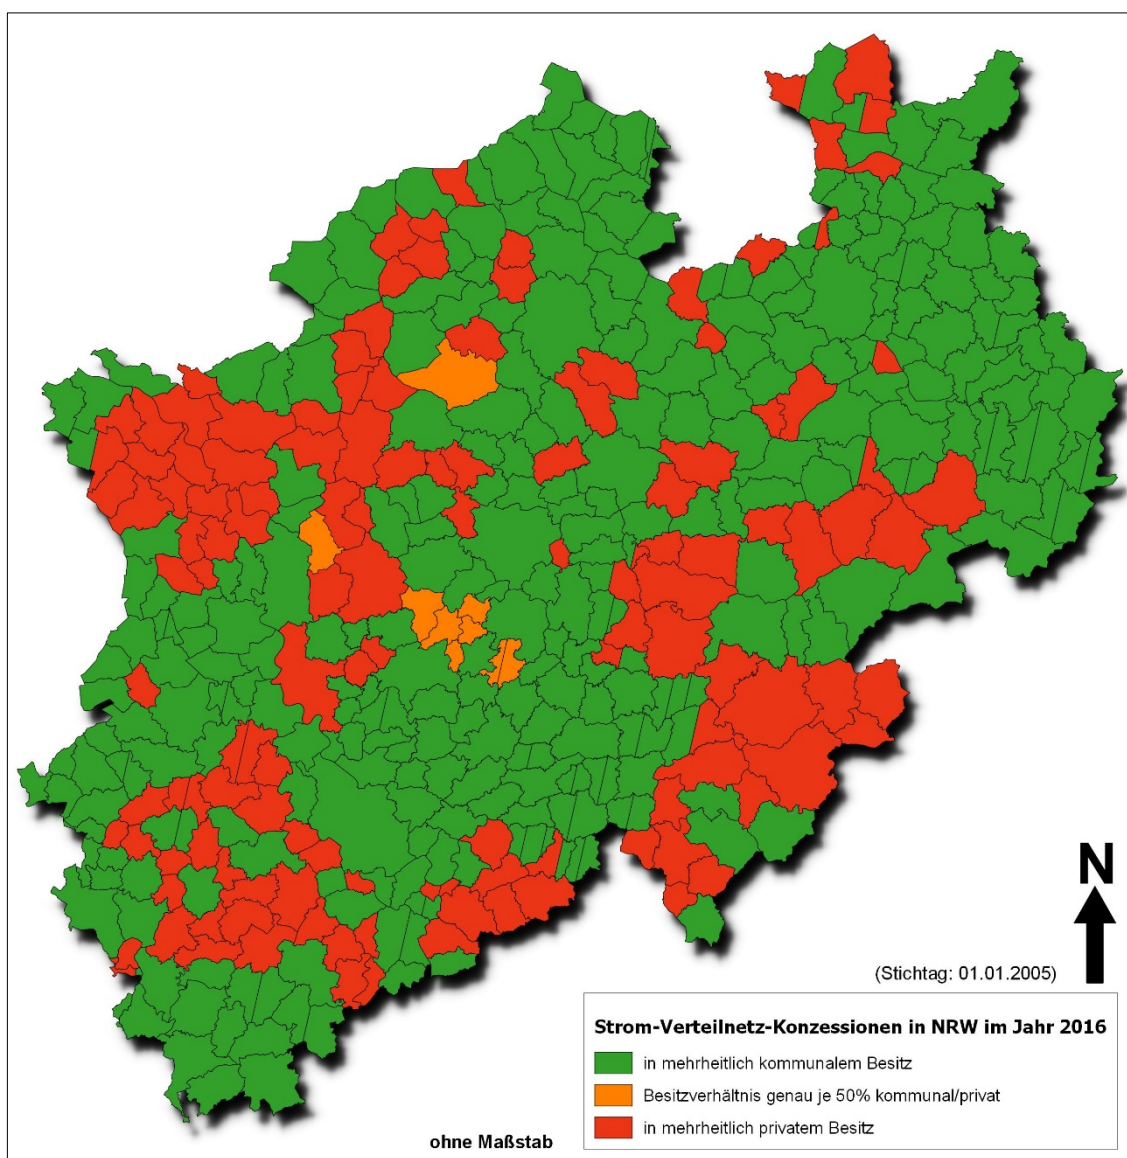 N
(Stichtag: 01.01.2005)
Strom-Verteilnetz-Konzessionen in NRW im Jahr 2016
in mehrheitlich kommunalem Besitz
Besitzverhältnis genau je 50% kommunal/privat
in mehrheitlich privatem Besitz
ohne Maßstab